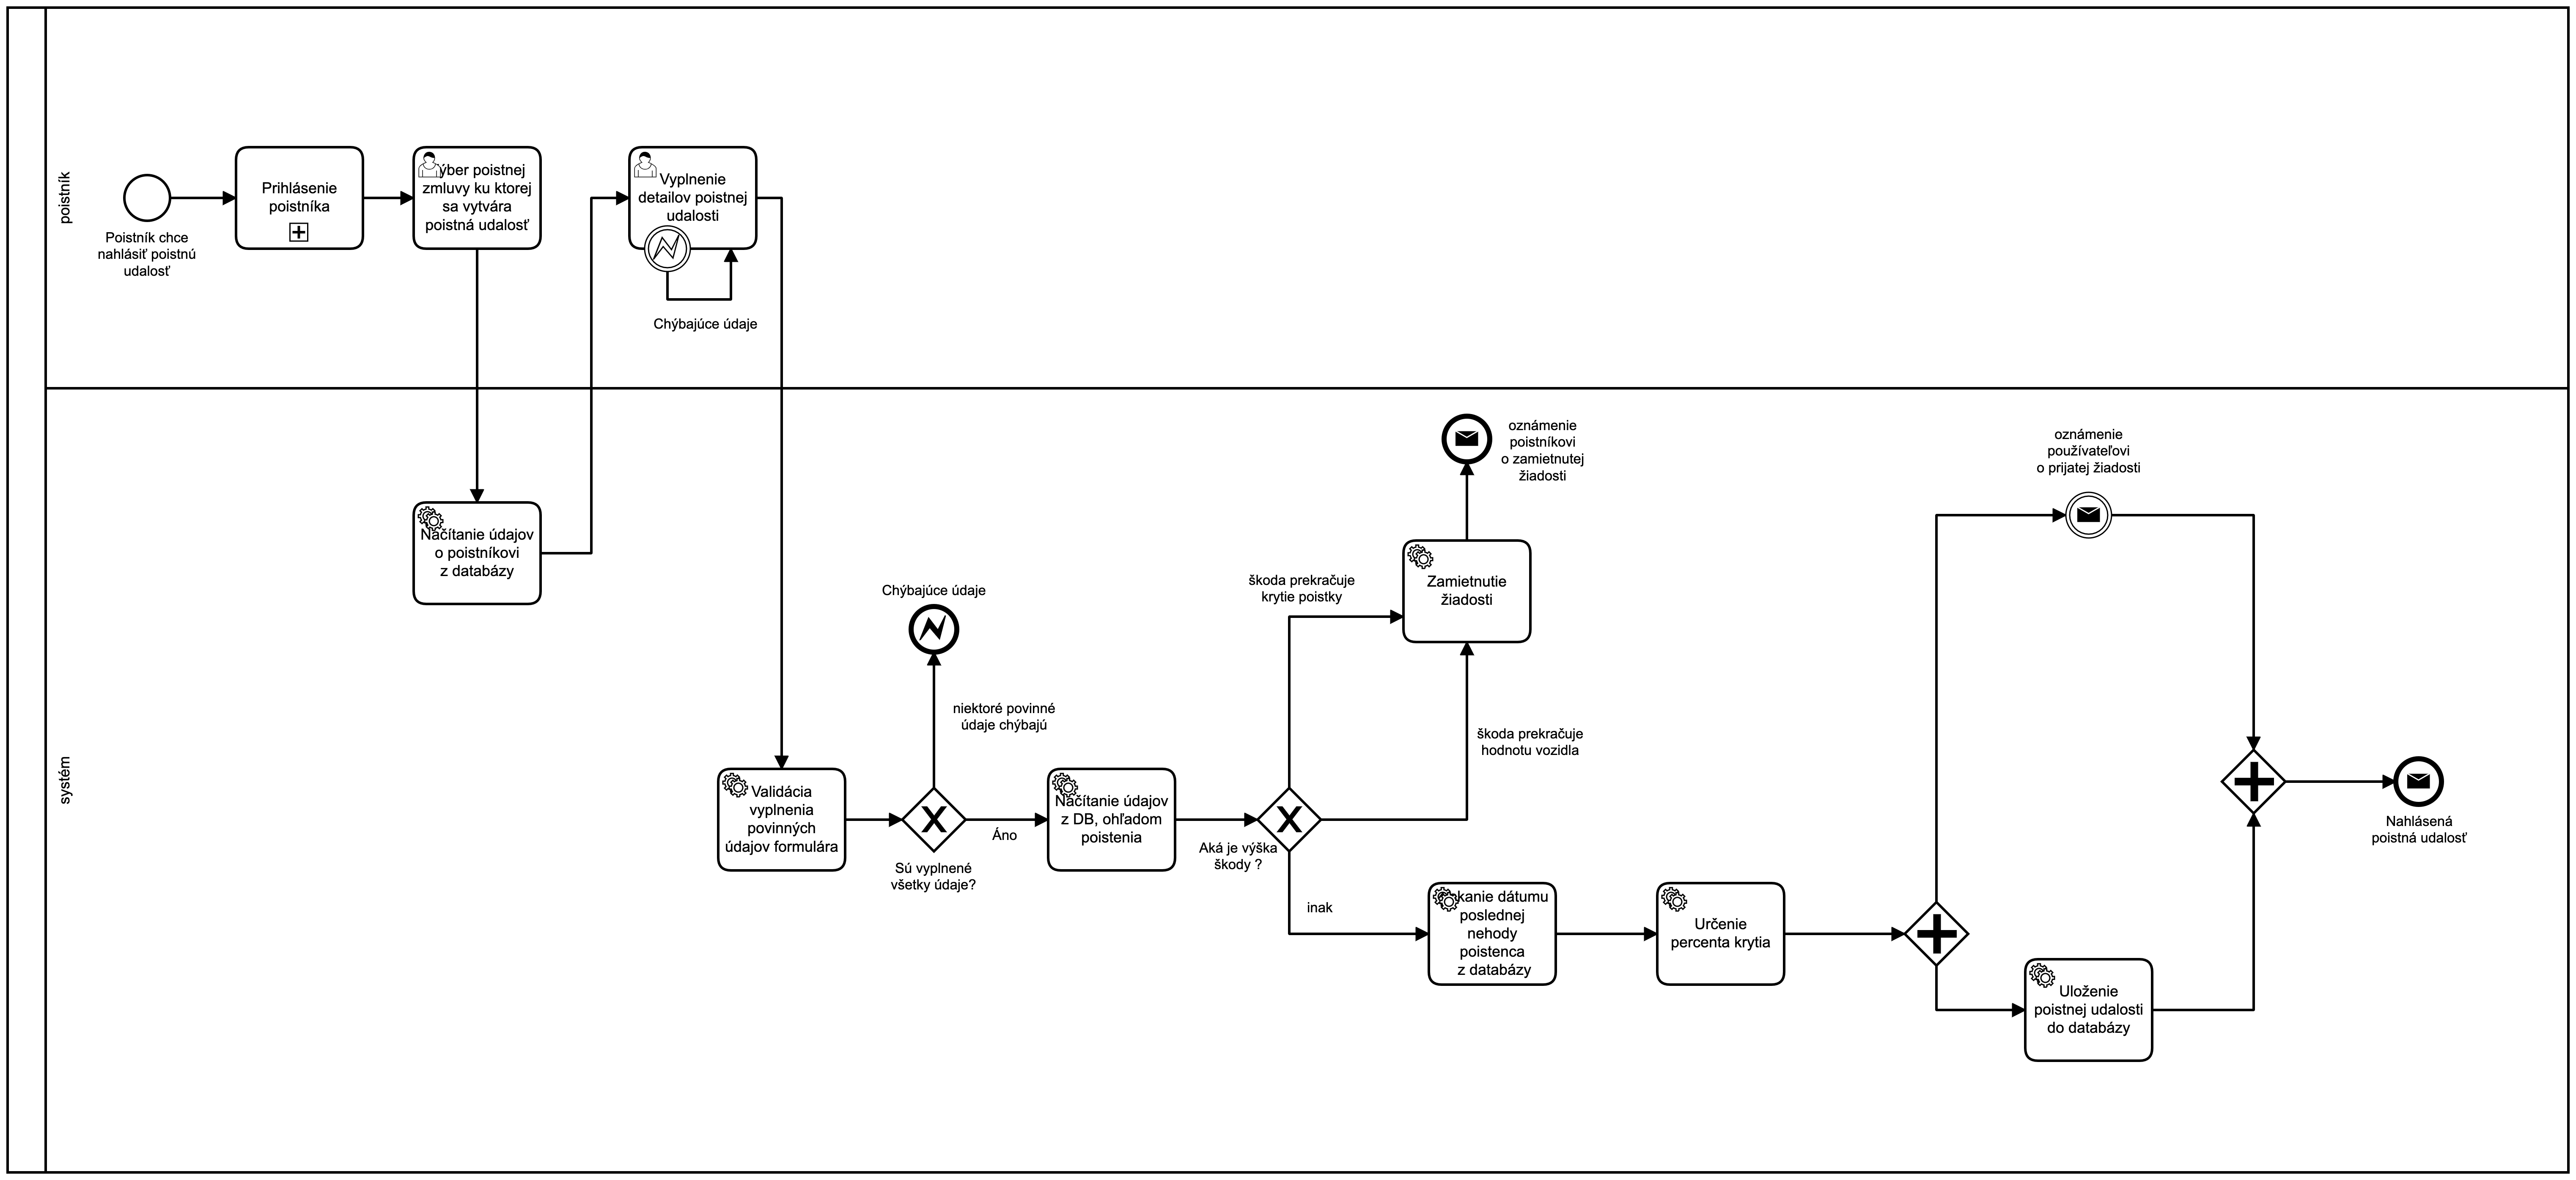 poistník
Poistník chce
nahlásiť poistnú
udalosť
Prihlásenie
poistníka
poistnej
zmluvy ku ktorej
sa vytvára
poistná udalosť
Vyplnenie
detailov poistnej
udalosti
Chýbajúce údaje
systém
Načítanie údajov
o poistníkovi
z databázy
Validácia
vyplnenia
povinných
údajov formulára
Chýbajúce údaje
niektoré povinné
údaje chýbajú
Sú vyplnené
všetky údaje?
Áno
Načítanie údajov
z DB, ohľadom
poistenia
Aká je výška
škody ?
škoda prekračuje
krytie poistky
škoda prekračuje
hodnotu vozidla
inak
Zamietnutie
žiadosti
oznámenie
poistníkovi
o zamietnutej
žiadosti
dátumu
poslednej
nehody
poistenca
z databázy
Určenie
percenta krytia
oznámenie
používateľovi
o prijatej žiadosti
Uloženie
poistnej udalosti
do databázy
Nahlásená
poistná udalosť